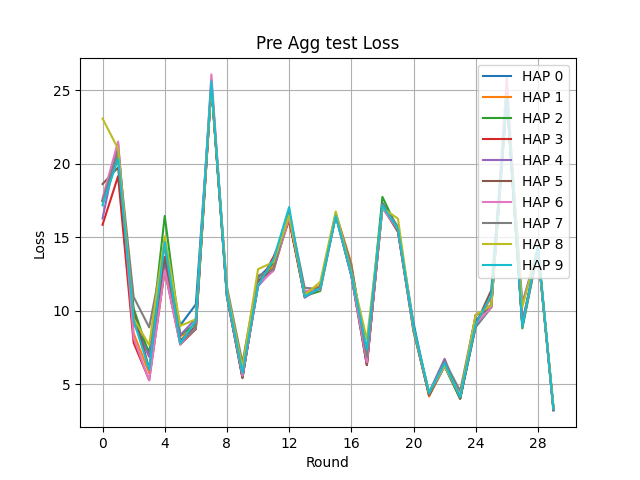 Pre Agg test Loss
Loss
25
20
15
10
5
HAP 0
HAP 1
HAP 2
HAP 3
HAP 4
HAP 5
HAP 6
HAP 7
HAP 8
HAP 9
0 4 8 12 16 20 24 28
Round